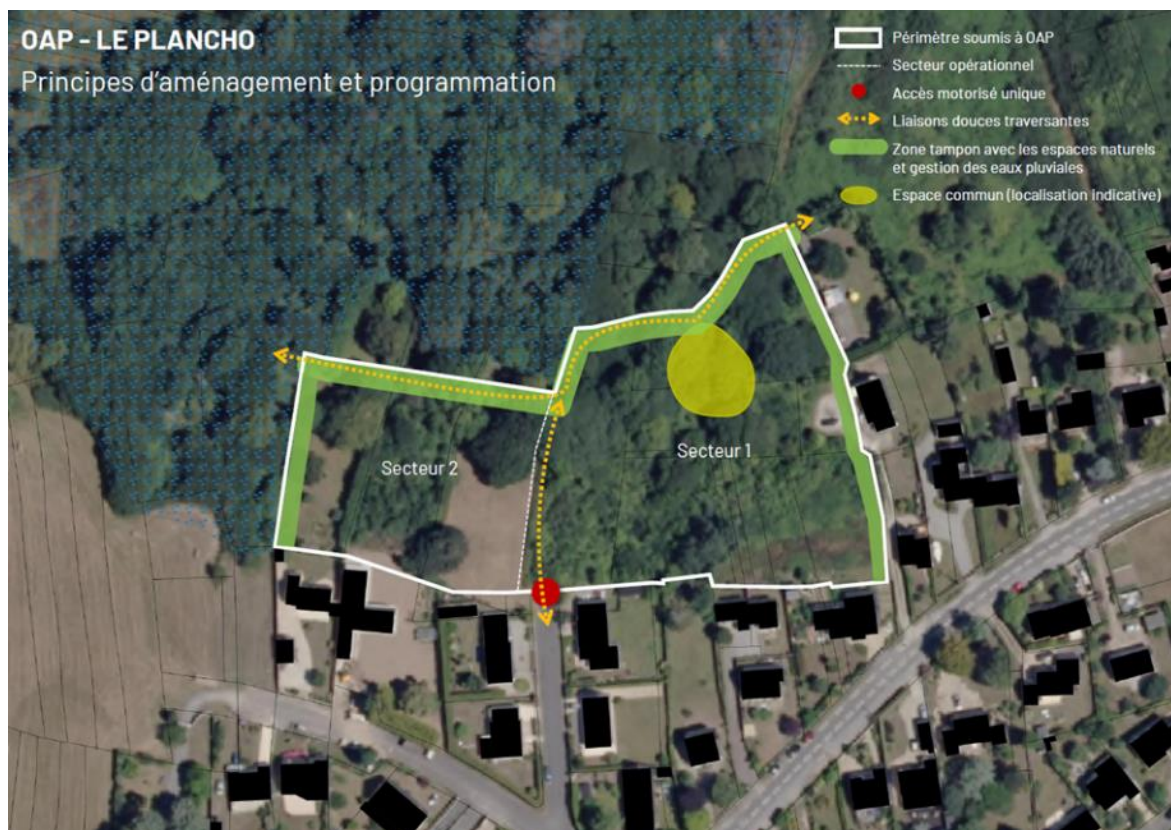 OAP - LE PLANCHO
Principes d’aménagement et programmation
Périmètre soumis à OAP
Secteur opérationnel
Accès motorisé unique
Liaisons douces traversantes
Zone tampon avec les espaces naturels
et gestion des eaux pluviales
Espace commun (localisation indicative)
Secteur 2
Secteur 1